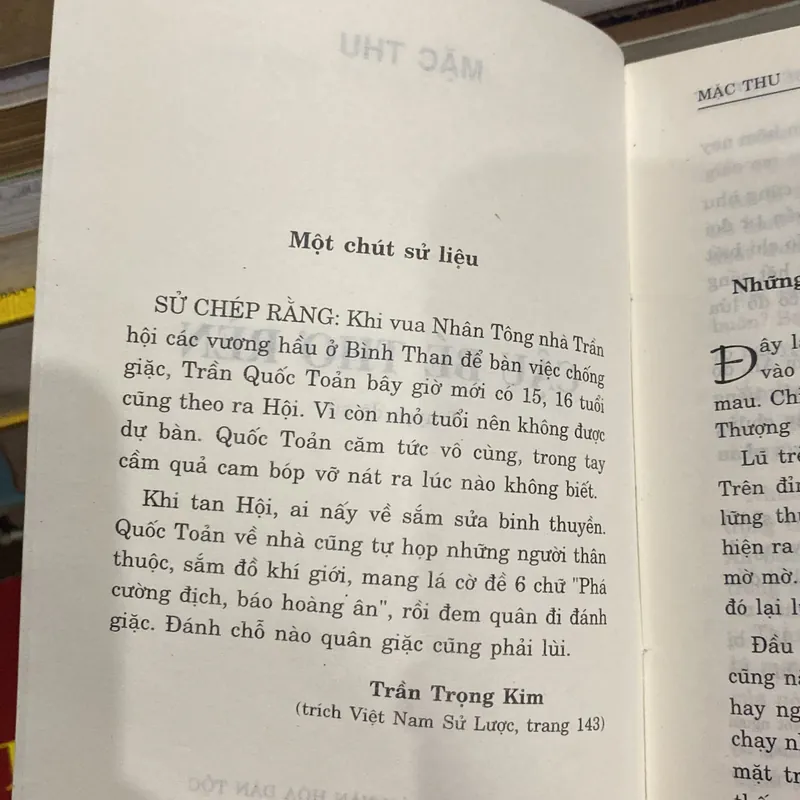 Một chút sử liệu
SỬ CHÉP RẰNG: Khi vua Nhân Tông nhà Trần
hội các vương hầu ở Bình Than để bàn việc chống
giặc, Trần Quốc Toản bây giờ mới có 15, 16 tuổi
cũng theo ra Hội. Vì còn nhỏ tuổi nên không được
dự bàn. Quốc Toản căm tức vô cùng, trong tay
cầm quả cam bóp vỡ nát ra lúc nào không biết.
Khi tan Hội, ai nấy về sắm sửa binh thuyền.
Quốc Toản về nhà cũng tự họp những người thân
thuộc, sắm đồ khí giới, mang lá cờ đề 6 chữ "Phá
cường địch, báo hoàng ân", rồi đem quân đi đánh
giặc. Đánh chỗ nào quân giặc cũng phải lùi.
Trần Trọng Kim
(trích Việt Nam Sử Lược, trang 143)
MẶC THU
Những
Đây l
vào
mau. Ch
Thượng
Lũ trê
Trên đỉn
lững th
hiện ra
mờ mờ.
đó lại l
Đầu
cũng n
hay ng
chạy nh
mặt tr